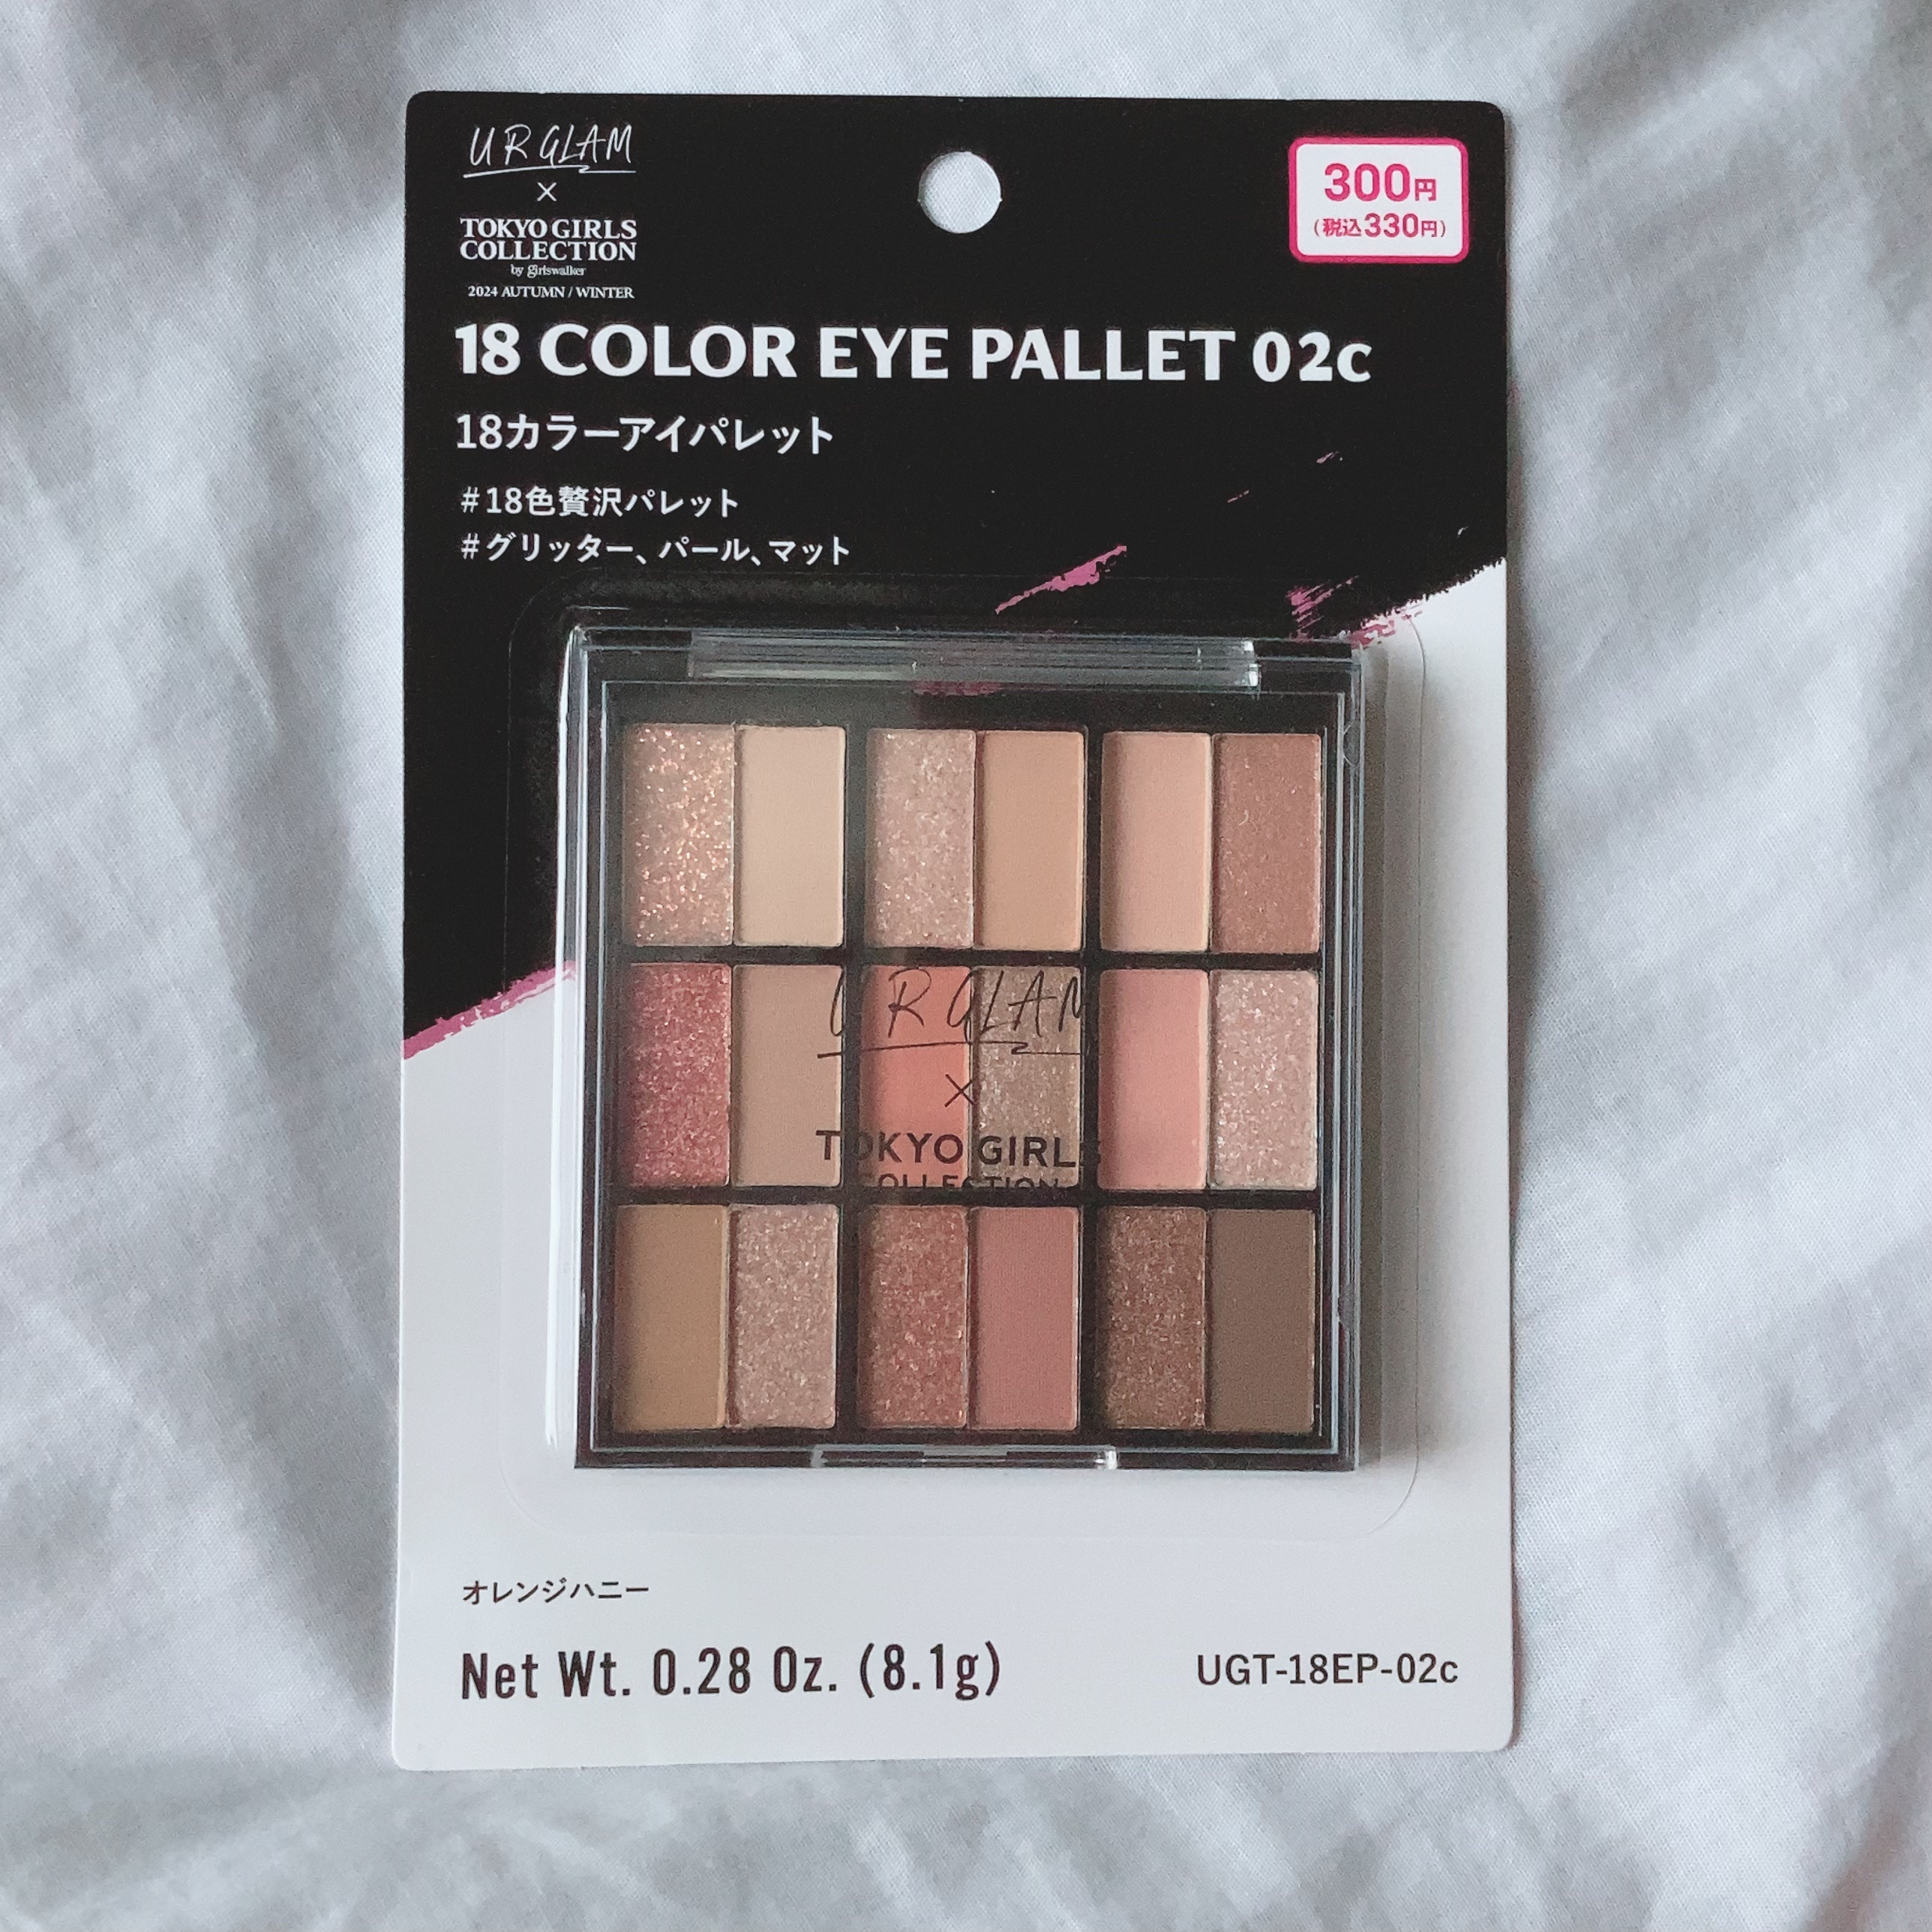 UR GLAM
×
TOKYO GIRLS
COLLECTION
by girlswalker
2024 AUTUMN / WINTER
300円
(税込330円)
18 COLOR EYE PALLET 02c
18カラーアイパレット
#18色贅沢パレット
#グリッター、パール、マット
UR GLAM
×
TOKYO GIRLS
COLLECTION
オレンジハニー
Net Wt. 0.28 Oz. (8.1g)
UGT-18EP-02c